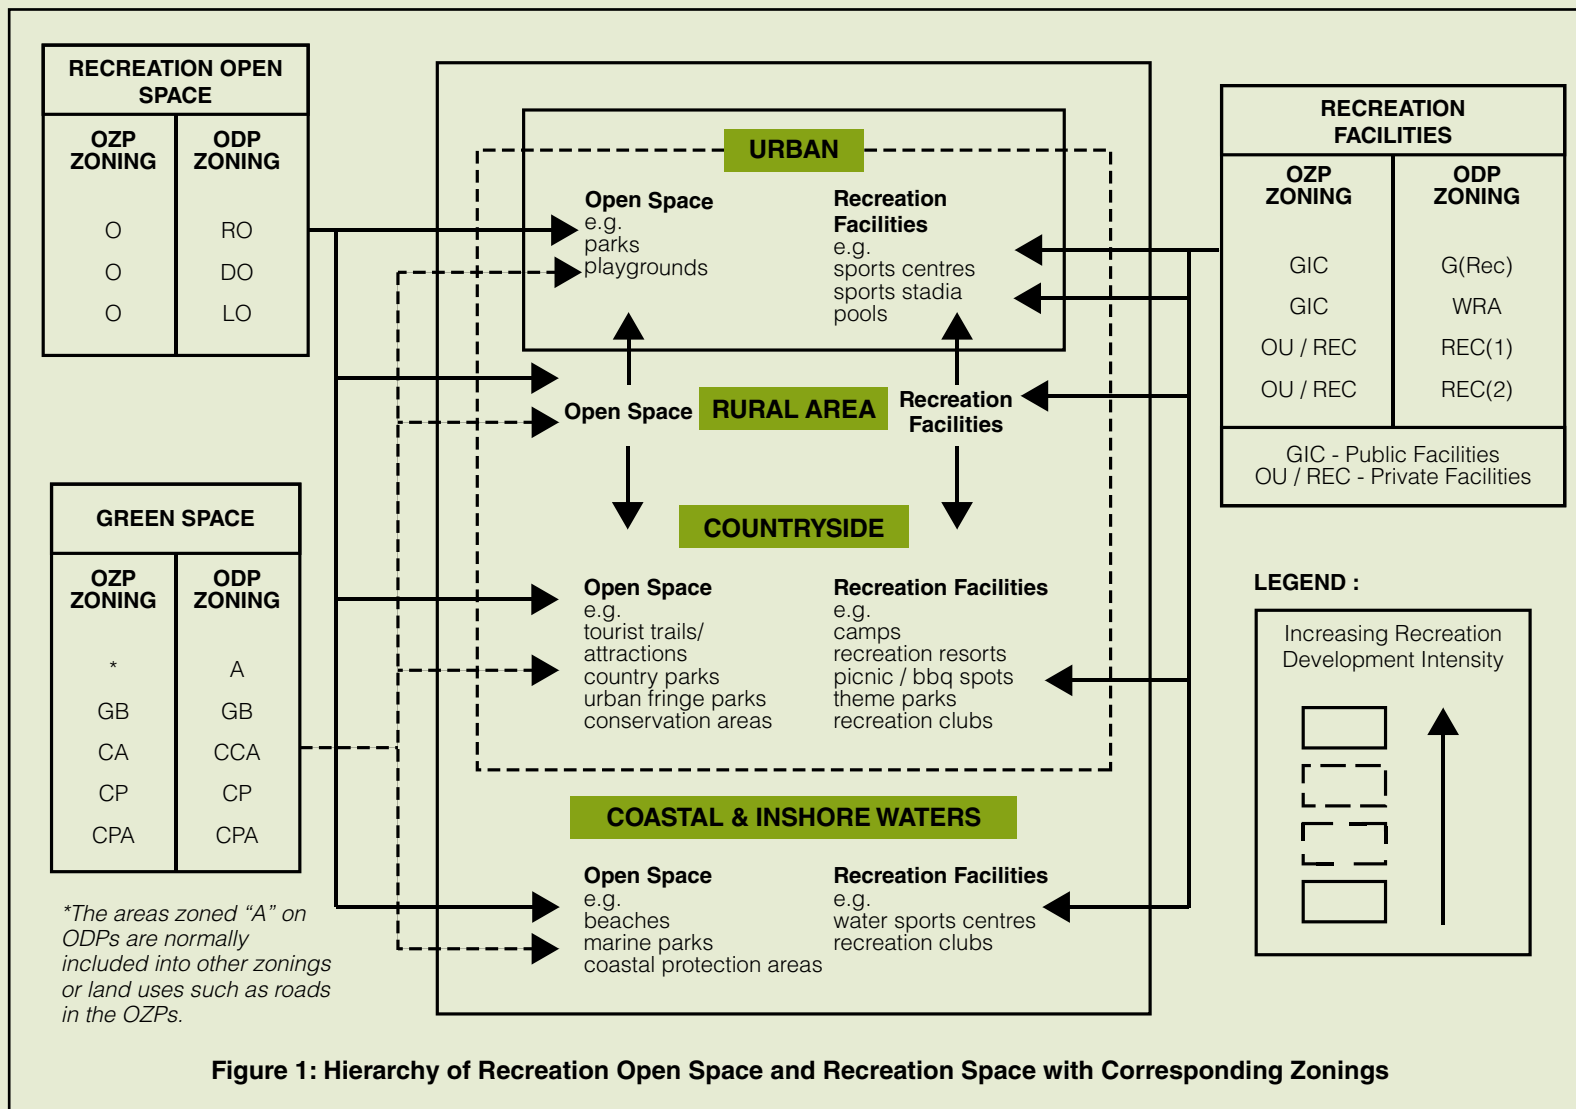 RECREATION OPEN
SPACE
OZP
ZONING
ODP
ZONING
O
RO
O
DO
O
LO
GREEN SPACE
OZP
ZONING
ODP
ZONING
*
A
GB
GB
CA
CCA
CP
CP
CPA
CPA
*The areas zoned “A” on
ODPs are normally
included into other zonings
or land uses such as roads
in the OZPs.
URBAN
Open Space
e.g.
parks
playgrounds
Recreation
Facilities
e.g.
sports centres
sports stadia
pools
Open Space
RURAL AREA
Recreation
Facilities
COUNTRYSIDE
Open Space
e.g.
tourist trails/
attractions
country parks
urban fringe parks
conservation areas
Recreation Facilities
e.g.
camps
recreation resorts
picnic / bbq spots
theme parks
recreation clubs
COASTAL & INSHORE WATERS
Open Space
e.g.
beaches
marine parks
coastal protection areas
Recreation Facilities
e.g.
water sports centres
recreation clubs
RECREATION
FACILITIES
OZP
ZONING
ODP
ZONING
GIC
G(Rec)
GIC
WRA
OU / REC
REC(1)
OU / REC
REC(2)
GIC - Public Facilities
OU / REC - Private Facilities
LEGEND :
Increasing Recreation
Development Intensity
Figure 1: Hierarchy of Recreation Open Space and Recreation Space with Corresponding Zonings